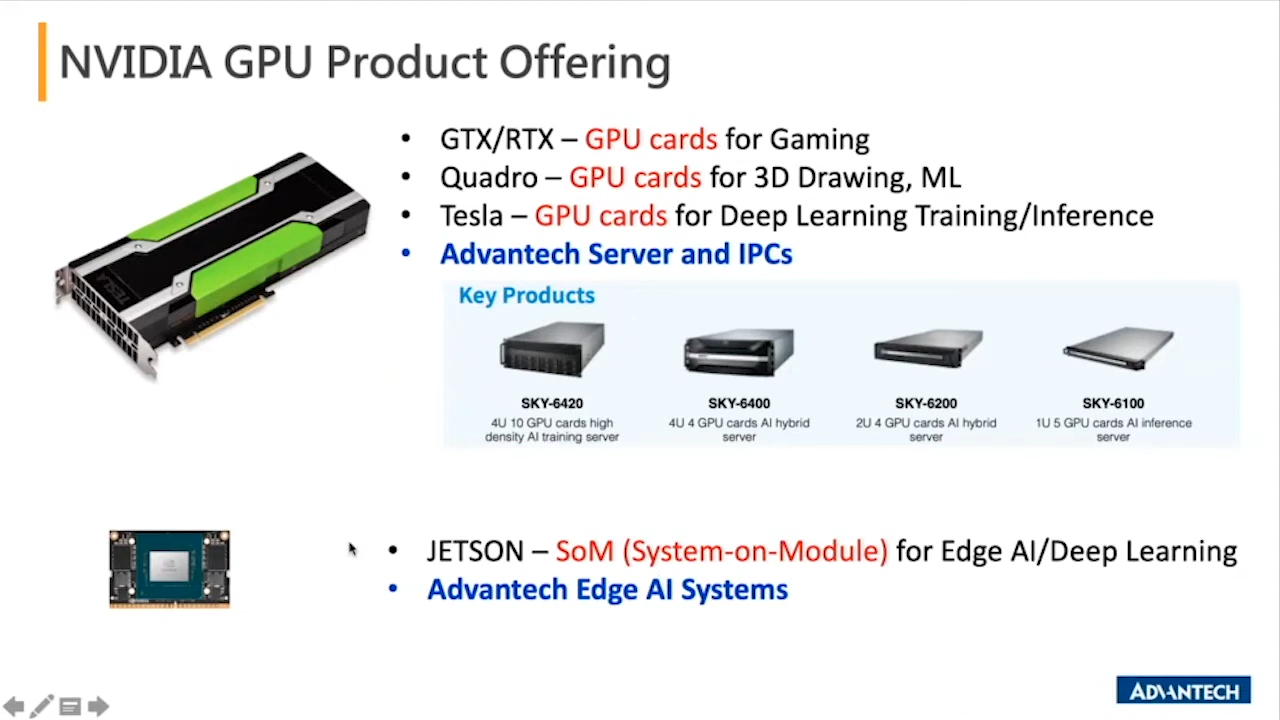 NVIDIA GPU Product Offering
• GTX/RTX – GPU cards for Gaming
• Quadro – GPU cards for 3D Drawing, ML
• Tesla – GPU cards for Deep Learning Training/Inference
• Advantech Server and IPCs
TESLA
Key Products
SKY-6420
4U 10 GPU cards high
density AI training server
SKY-6400
4U 4 GPU cards AI hybrid
server
SKY-6200
2U 4 GPU cards AI hybrid
server
SKY-6100
1U 5 GPU cards AI inference
server
• JETSON – SoM (System-on-Module) for Edge AI/Deep Learning
• Advantech Edge AI Systems
ADVANTECH